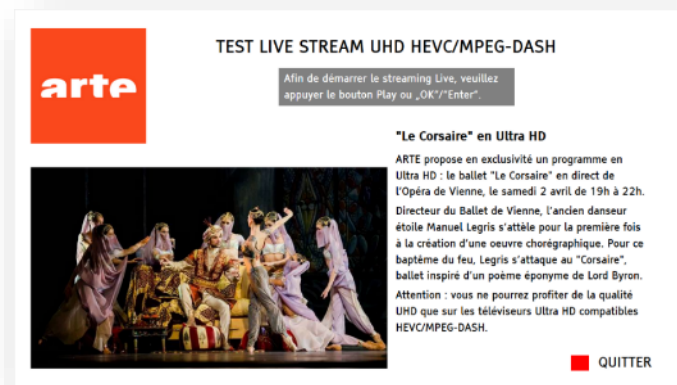 arte
TEST LIVE STREAM UHD HEVC/MPEG-DASH
Afin de démarrer le streaming Live, veuillez
appuyer le bouton Play ou „OK"/"Enter".
"Le Corsaire" en Ultra HD
ARTE propose en exclusivité un programme en
Ultra HD : le ballet "Le Corsaire" en direct de
l'Opéra de Vienne, le samedi 2 avril de 19h à 22h.
Directeur du Ballet de Vienne, l'ancien danseur
étoile Manuel Legris s'attèle pour la première fois
à la création d'une oeuvre chorégraphique. Pour ce
baptême du feu, Legris s'attaque au "Corsaire",
ballet inspiré d'un poème éponyme de Lord Byron.
Attention : vous ne pourrez profiter de la qualité
UHD que sur les téléviseurs Ultra HD compatibles
HEVC/MPEG-DASH.
QUITTER